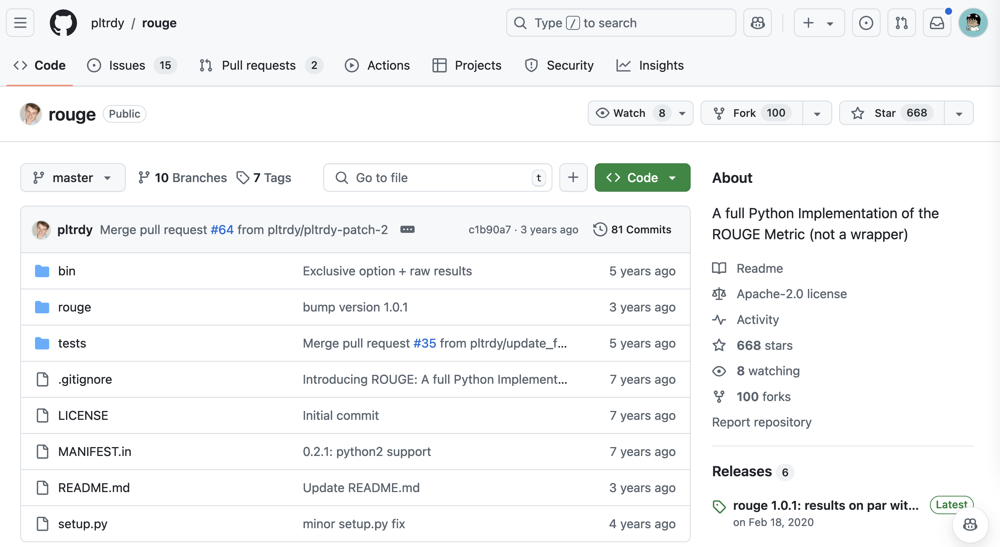 pltrdy / rouge
Type / to search
Code
Issues 15
Pull requests 2
Actions
Projects
Security
Insights
rouge Public
Watch 8
Fork 100
Star 668
master
10 Branches
7 Tags
Go to file t
Code
pltrdy Merge pull request #64 from pltrdy/pltrdy-patch-2
c1b90a7 · 3 years ago
81 Commits
bin Exclusive option + raw results 5 years ago
rouge bump version 1.0.1 3 years ago
tests Merge pull request #35 from pltrdy/update_f... 5 years ago
.gitignore Introducing ROUGE: A full Python Implement... 7 years ago
LICENSE Initial commit 7 years ago
MANIFEST.in 0.2.1: python2 support 7 years ago
README.md Update README.md 3 years ago
setup.py minor setup.py fix 4 years ago
About
A full Python Implementation of the
ROUGE Metric (not a wrapper)
Readme
Apache-2.0 license
Activity
668 stars
8 watching
100 forks
Report repository
Releases 6
rouge 1.0.1: results on par wit... Latest
on Feb 18, 2020